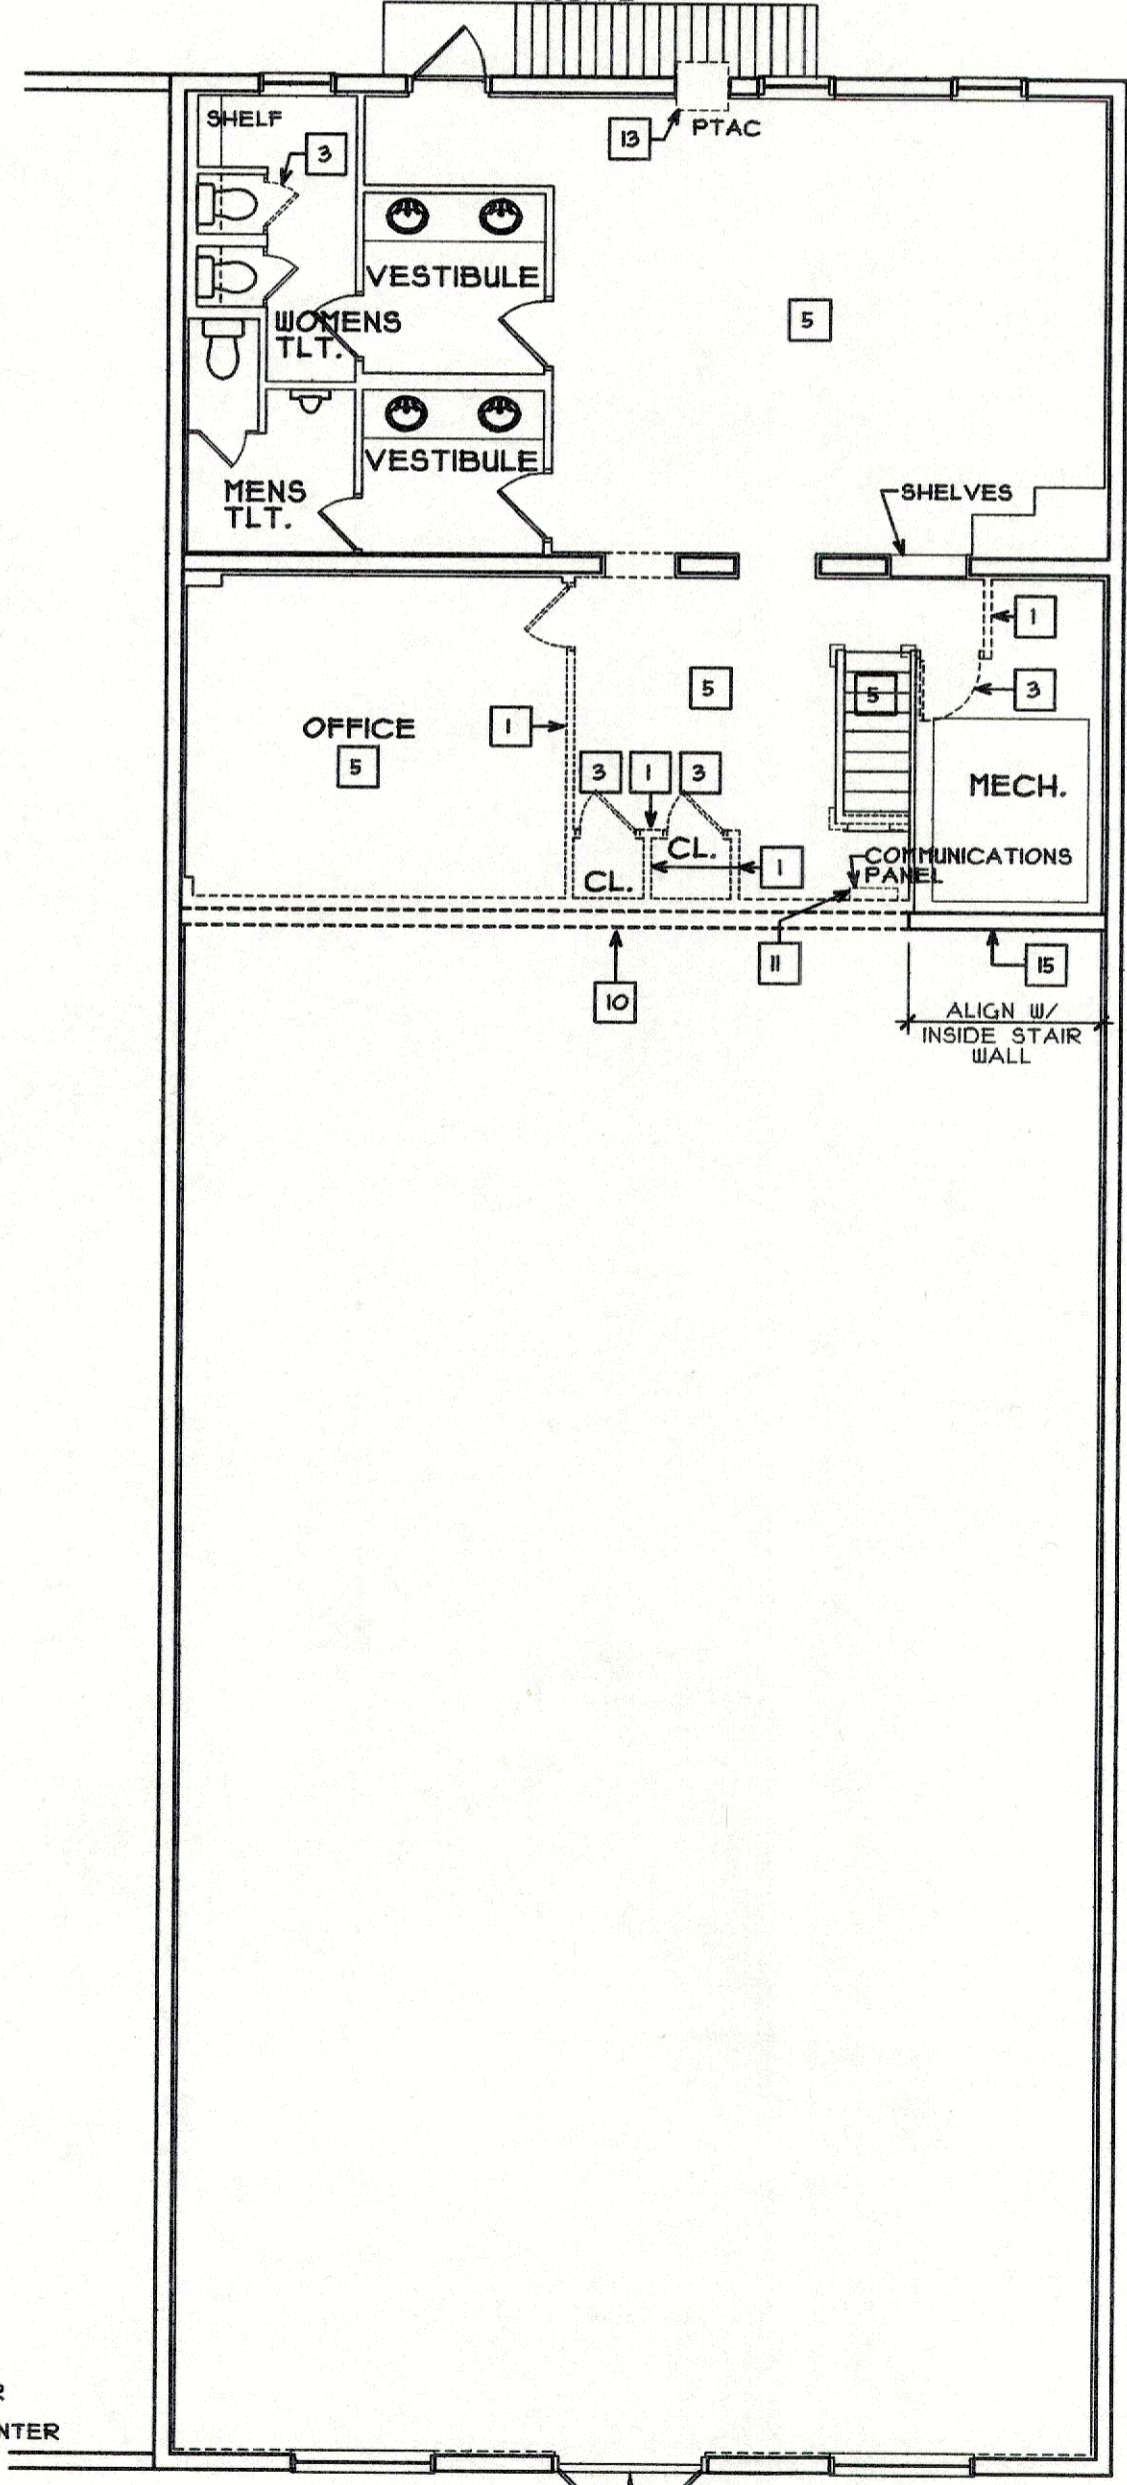 SHELF
3
13
PTAC
VESTIBULE
5
WOMENS
TLT.
VESTIBULE
MENS
TLT.
SHELVES
1
5
5
3
OFFICE
1
5
3
1
3
MECH.
CL.
CL.
1
COMMUNICATIONS
PANEL
11
15
10
ALIGN W/
INSIDE STAIR
WALL
NTER